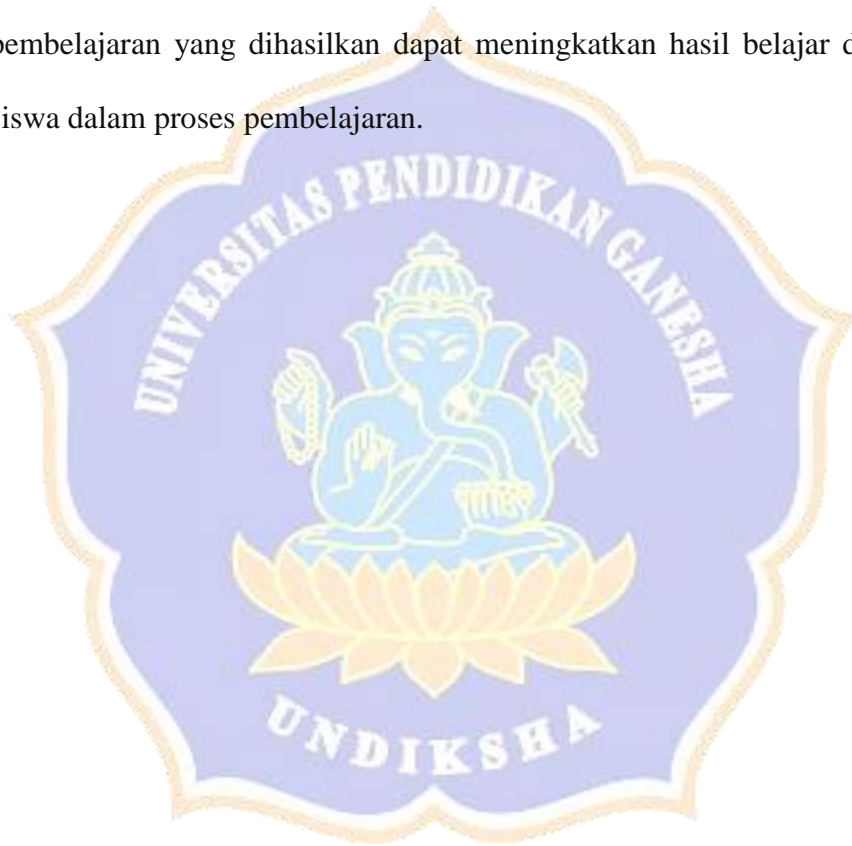 pembelajaran yang dihasilkan dapat meningkatkan hasil belajar d
iswa dalam proses pembelajaran.
UNIVERSITAS PENDIDIKAN GANESHA
UNDIKSHA